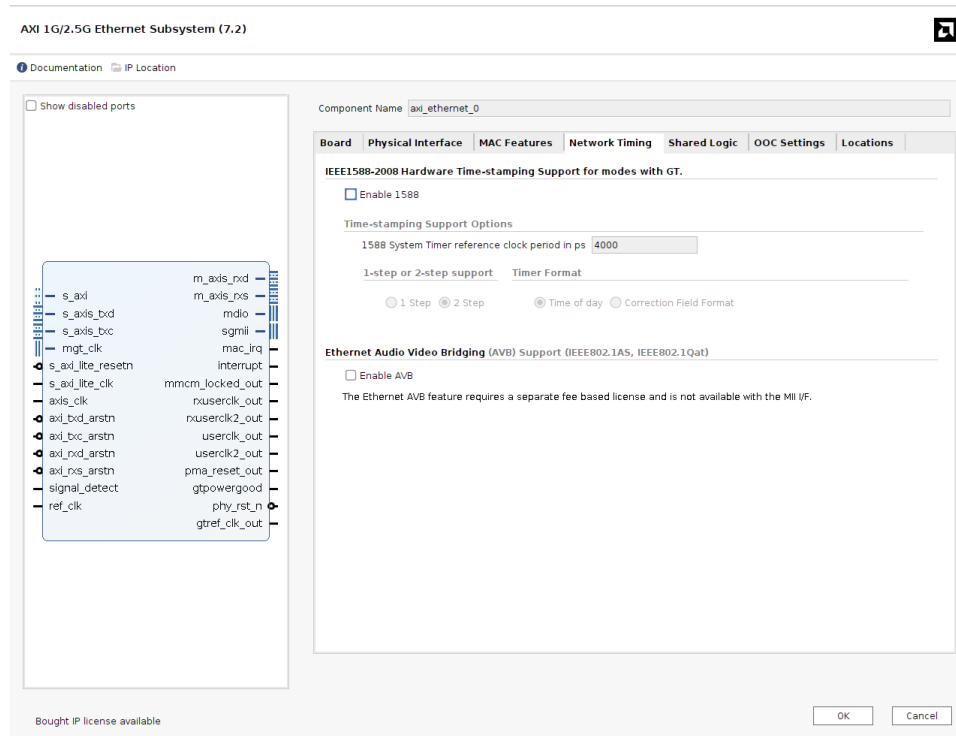 AXI 1G/2.5G Ethernet Subsystem (7.2)
Documentation IP Location
Show disabled ports
s_axi
s_axis_txd
s_axis_txc
mgt_clk
s_axi_lite_resetn
s_axi_lite_clk
axis_clk
axi_txd_arstn
axi_txc_arstn
axi_rxd_arstn
axi_rxs_arstn
signal_detect
ref_clk
m_axis_rxd
m_axis_rxs
mdio
sgmii
mac_irq
interrupt
mmcm_locked_out
rxuserclk_out
rxuserclk2_out
userclk_out
userclk2_out
pma_reset_out
gtpowergood
phy_rst_n
gtref_clk_out
Component Name axi_ethernet_0
Board Physical Interface MAC Features Network Timing Shared Logic OOC Settings Locations
IEEE1588-2008 Hardware Time-stamping Support for modes with GT.
Enable 1588
Time-stamping Support Options
1588 System Timer reference clock period in ps 4000
1-step or 2-step support Timer Format
1 Step 2 Step Time of day Correction Field Format
Ethernet Audio Video Bridging (AVB) Support (IEEE802.1AS, IEEE802.1Qat)
Enable AVB
The Ethernet AVB feature requires a separate fee based license and is not available with the MII I/F.
Bought IP license available
OK Cancel